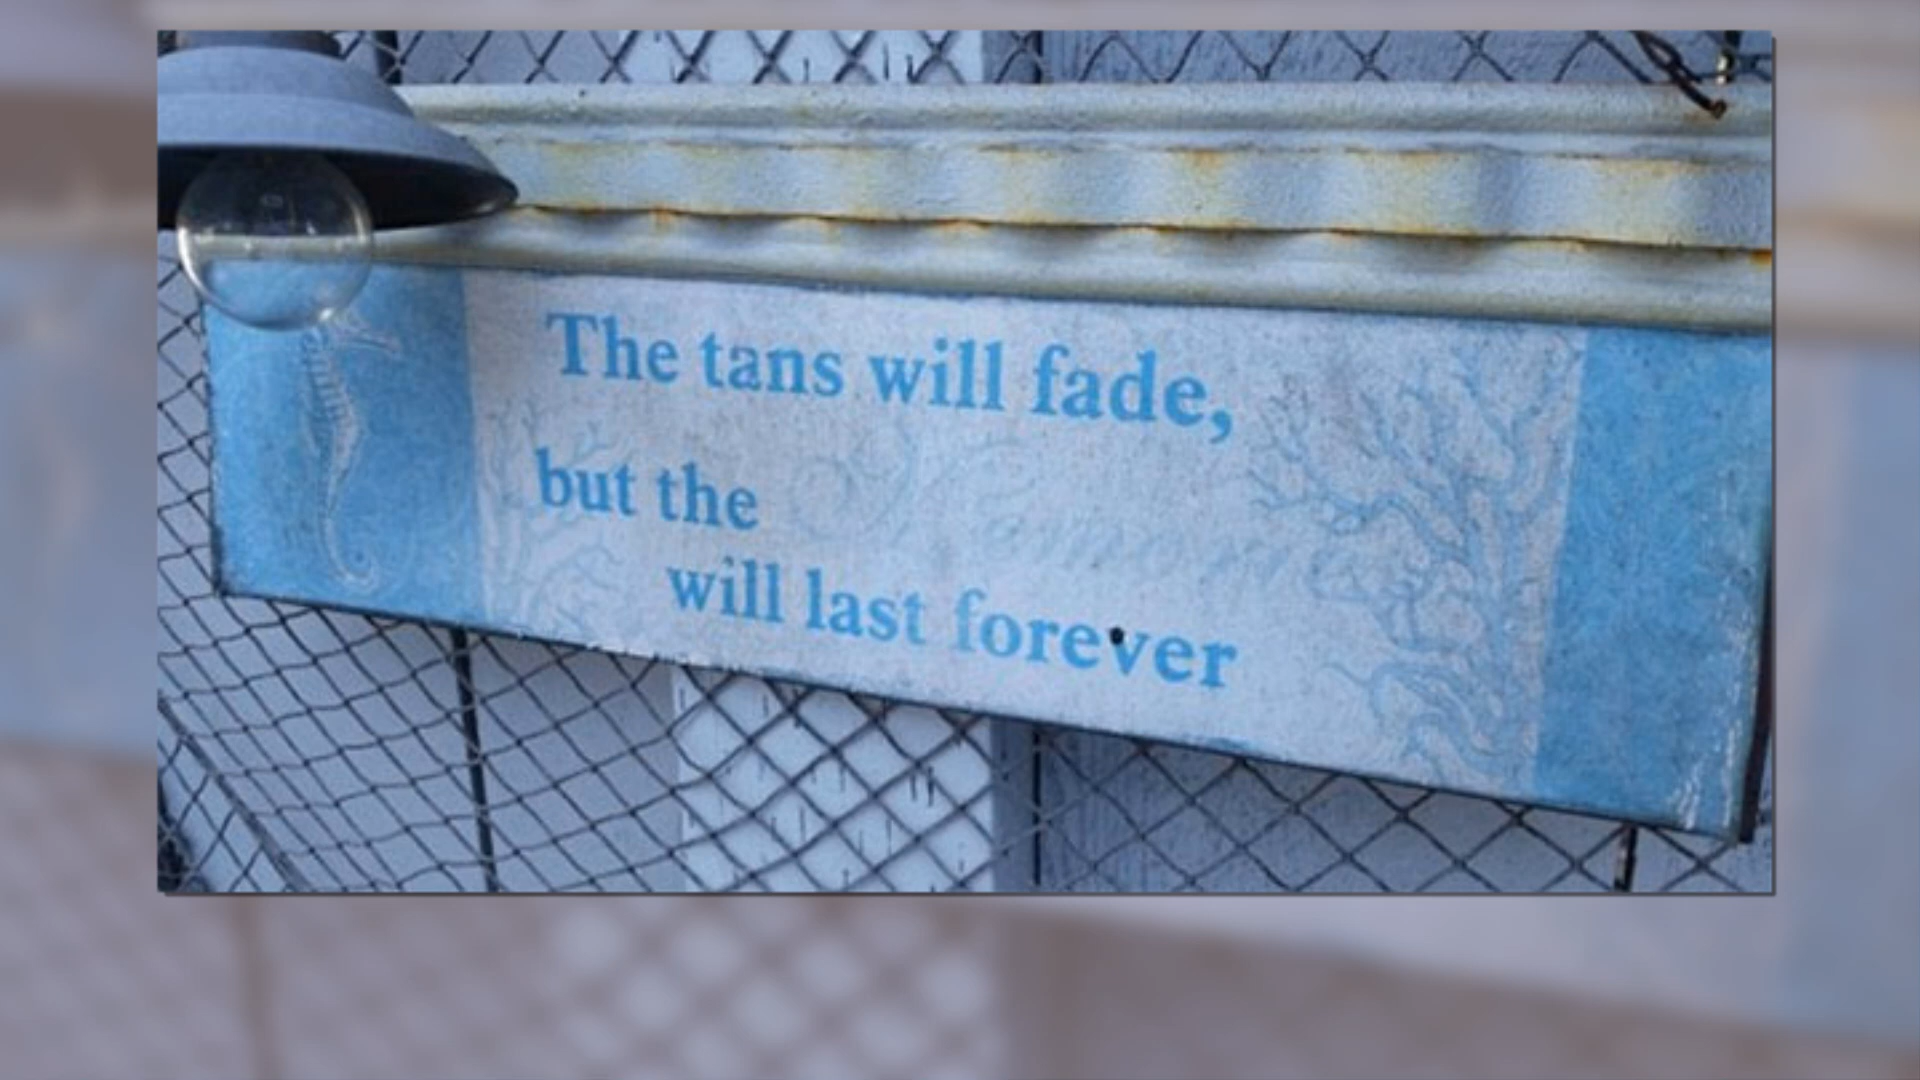 The tans will fade,
but the
will last forever